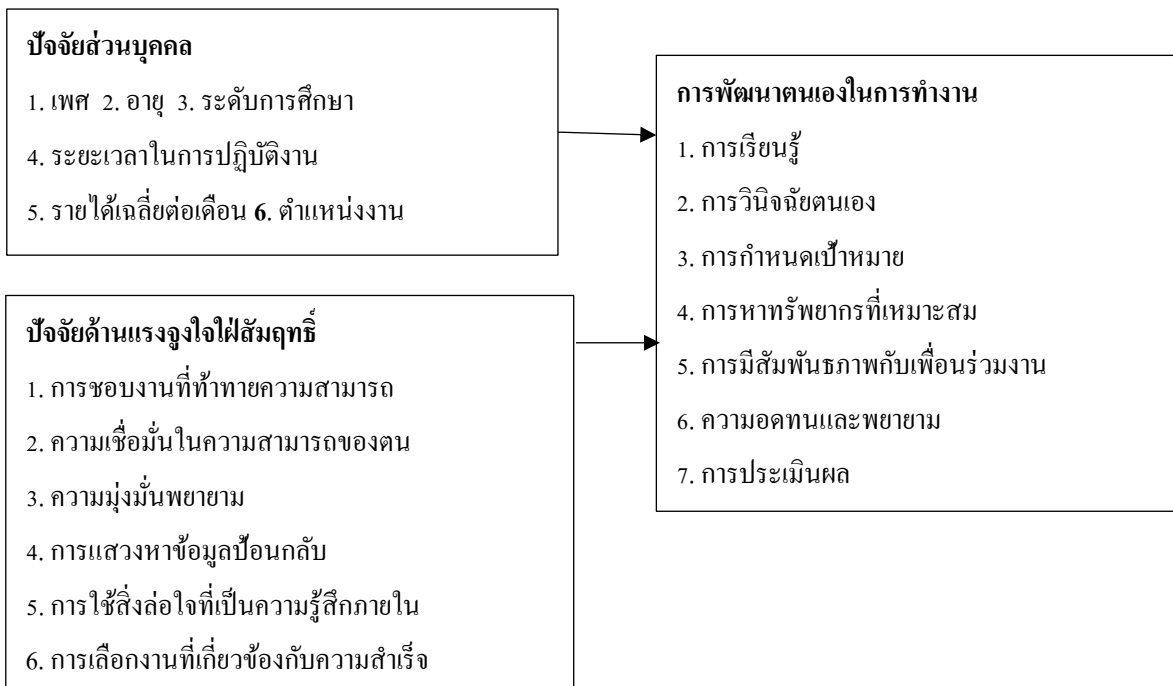 ปัจจัยส่วนบุคคล
1. เพศ 2. อายุ 3. ระดับการศึกษา
4. ระยะเวลาในการปฏิบัติงาน
5. รายได้เฉลี่ยต่อเดือน 6. ตำแหน่งงาน
ปัจจัยด้านแรงจูงใจใฝ่สัมฤทธิ์
1. การชอบงานที่ท้าทายความสามารถ
2. ความเชื่อมั่นในความสามารถของตน
3. ความมุ่งมั่นพยายาม
4. การแสวงหาข้อมูลป้อนกลับ
5. การใช้สิ่งล่อใจที่เป็นความรู้สึกภายใน
6. การเลือกงานที่เกี่ยวข้องกับความสำเร็จ
การพัฒนาตนเองในการทำงาน
1. การเรียนรู้
2. การวินิจฉัยตนเอง
3. การกำหนดเป้าหมาย
4. การหาทรัพยากรที่เหมาะสม
5. การมีสัมพันธภาพกับเพื่อนร่วมงาน
6. ความอดทนและพยายาม
7. การประเมินผล